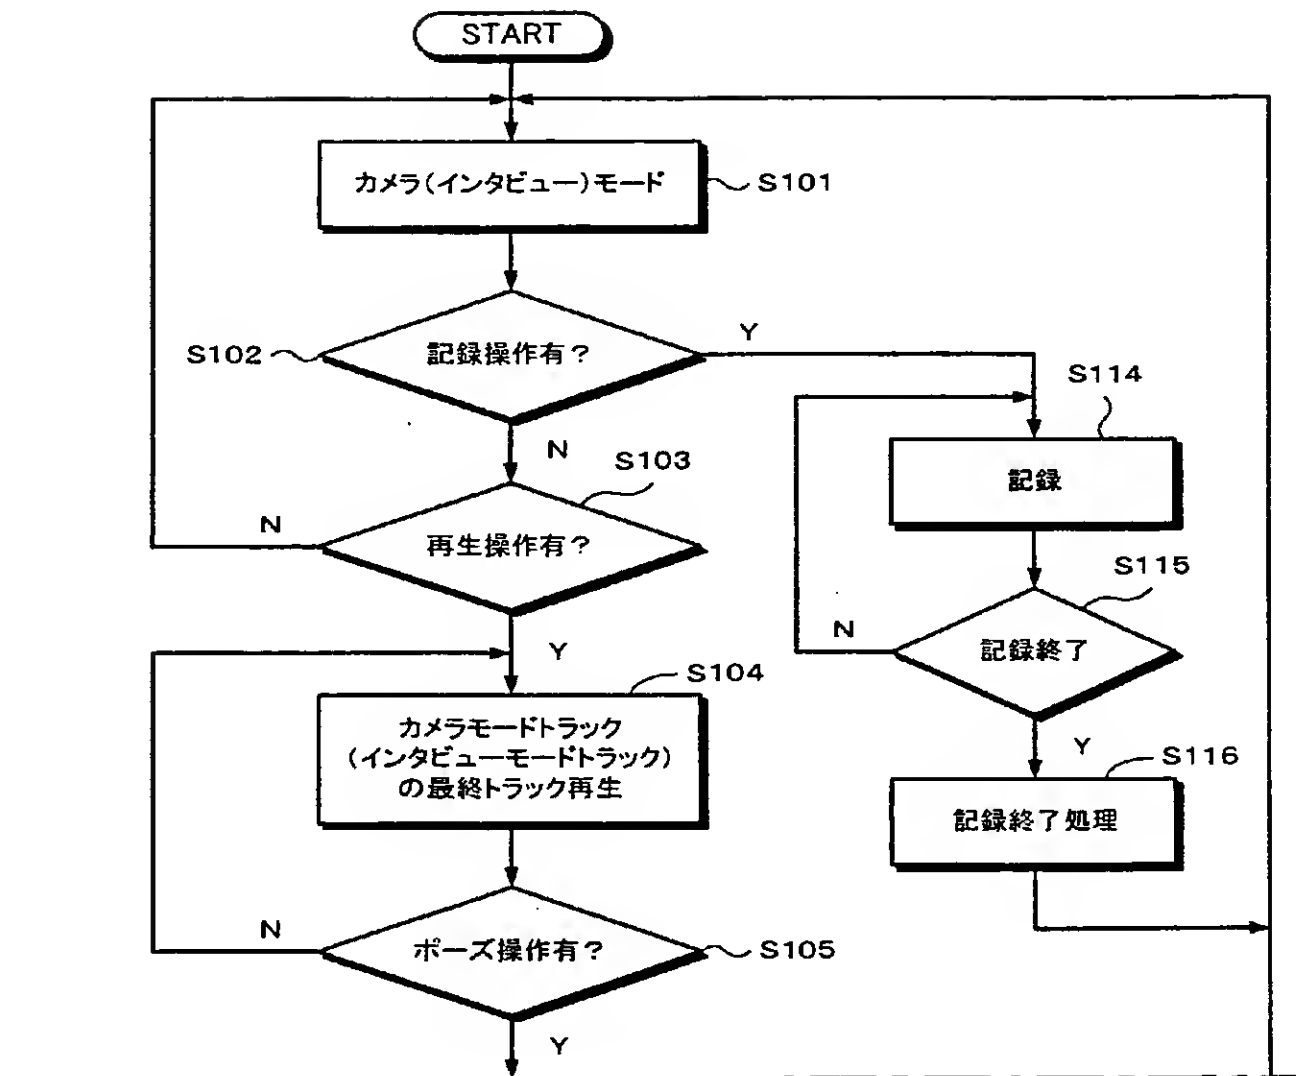 START
カメラ(インタビュー)モード
S101
S102
記録操作有?
Y
N
S103
再生操作有?
N
Y
S104
カメラモードトラック
(インタビューモードトラック)
の最終トラック再生
ポーズ操作有?
S105
N
Y
S114
記録
S115
記録終了
N
Y
S116
記録終了処理